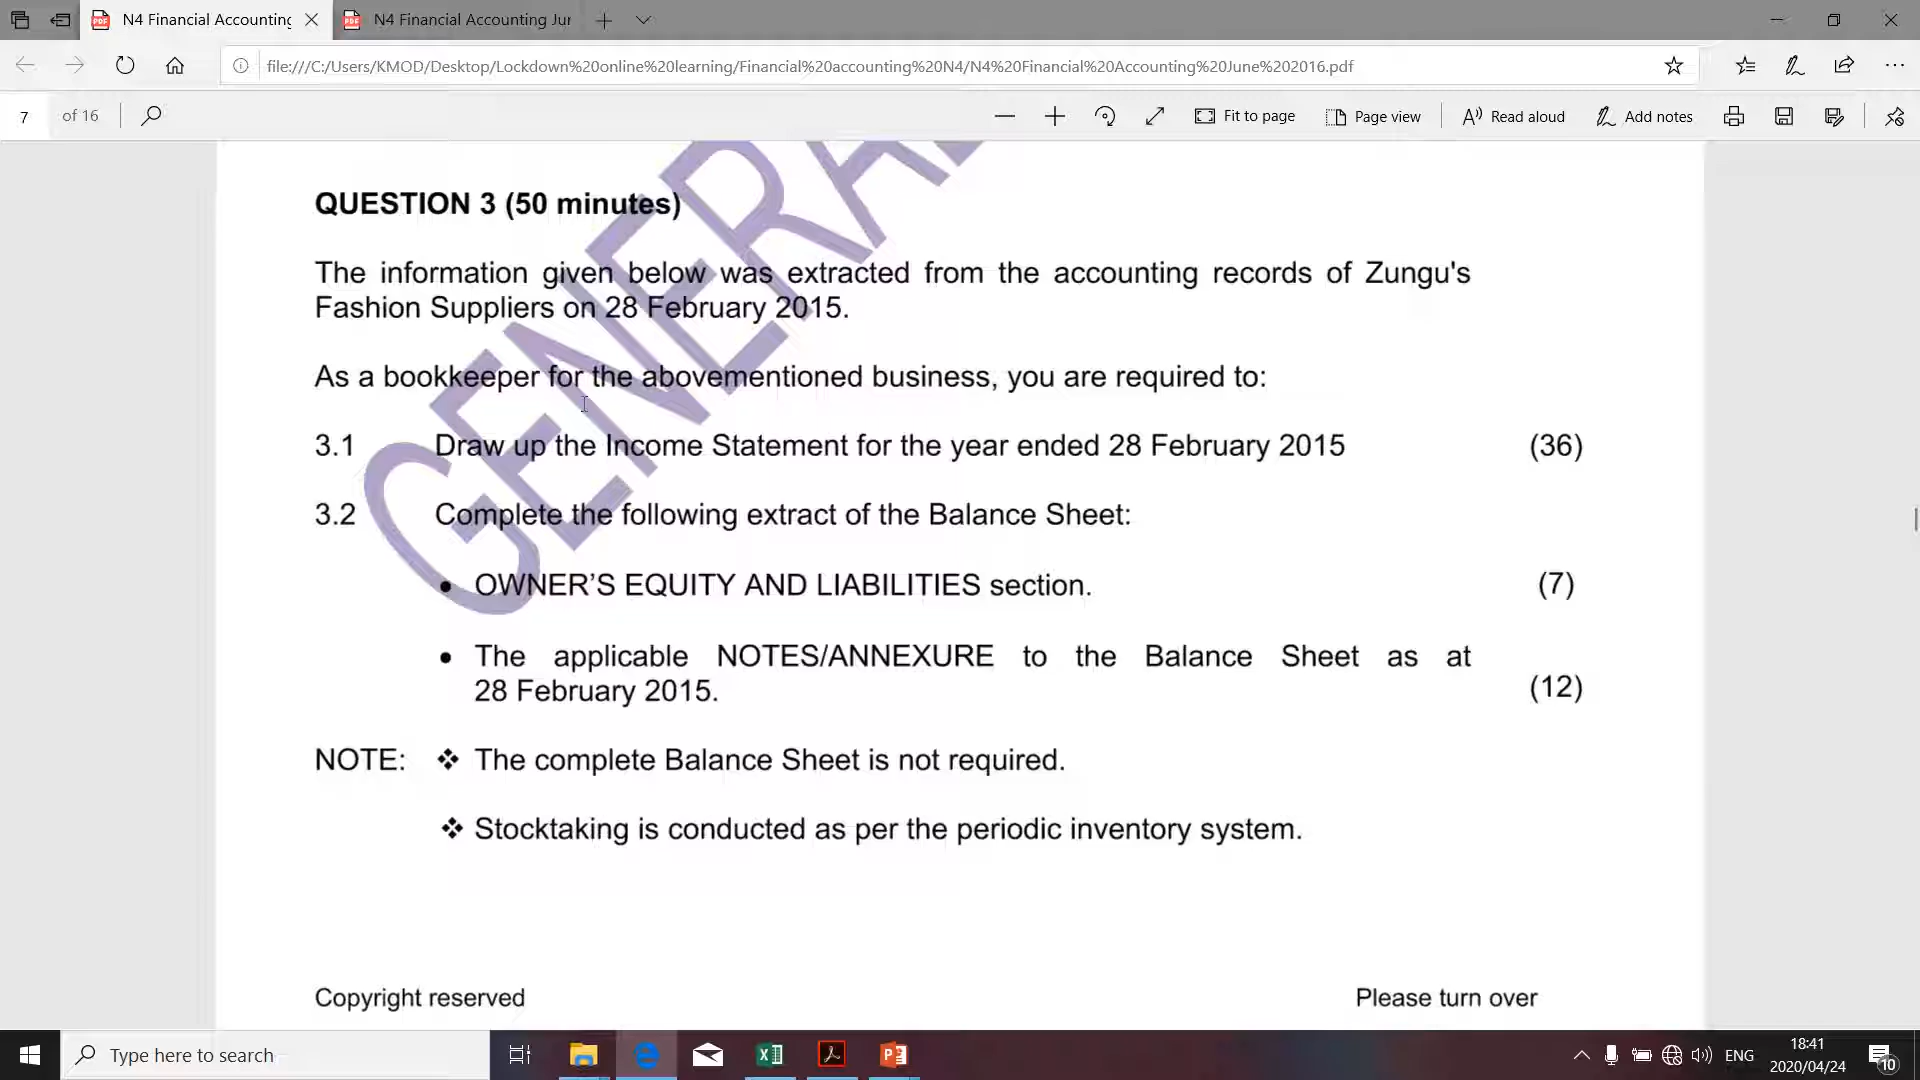 N4 Financial Accounting
N4 Financial Accounting Jur
file:///C:/Users/KMOD/Desktop/Lockdown%20online%20learning/Financial%20accounting%20N4/N4%20Financial%20Accounting%20June%202016.pdf
7 of 16
Fit to page
Page view
Read aloud
Add notes
GENERAL
QUESTION 3 (50 minutes)
The information given below was extracted from the accounting records of Zungu's
Fashion Suppliers on 28 February 2015.
As a bookkeeper for the abovementioned business, you are required to:
3.1 Draw up the Income Statement for the year ended 28 February 2015 (36)
3.2 Complete the following extract of the Balance Sheet:
• OWNER’S EQUITY AND LIABILITIES section. (7)
• The applicable NOTES/ANNEXURE to the Balance Sheet as at
28 February 2015. (12)
NOTE: ❖ The complete Balance Sheet is not required.
❖ Stocktaking is conducted as per the periodic inventory system.
Copyright reserved Please turn over
Type here to search
ENG
18:41
2020/04/24
10